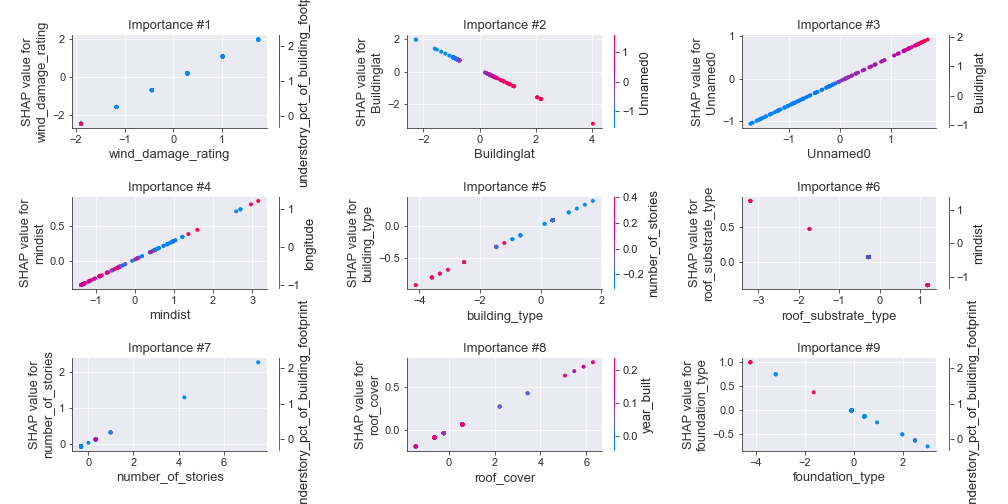 Importance #1
SHAP value for
wind_damage_rating
2
0
−2
−2
−1
0
1
wind_damage_rating
2
1
0
understory_pct_of_building_footp
Importance #2
SHAP value for
Buildinglat
2
0
−2
−2
0
2
4
Buildinglat
1
0
−1
Unnamed0
Importance #3
SHAP value for
Unnamed0
1
0
−1
−1
0
1
Unnamed0
2
1
0
−1
Buildinglat
Importance #4
SHAP value for
mindist
0.5
0.0
−1
0
1
2
3
mindist
1
0
−1
longitude
Importance #5
SHAP value for
building_type
0.0
−0.5
−4
−2
0
2
building_type
0.4
0.2
0.0
−0.2
number_of_stories
Importance #6
SHAP value for
roof_substrate_type
0.5
0.0
−3
−2
−1
0
1
roof_substrate_type
1
0
−1
mindist
Importance #7
SHAP value for
number_of_stories
2
1
0
0
2
4
6
number_of_stories
2
1
0
nderstory_pct_of_building_footprint
Importance #8
SHAP value for
roof_cover
0.5
0.0
0
2
4
6
roof_cover
0.2
0.1
0.0
year_built
Importance #9
SHAP value for
foundation_type
1.0
0.5
0.0
−0.5
−4
−2
0
2
foundation_type
2
1
0
nderstory_pct_of_building_footprint